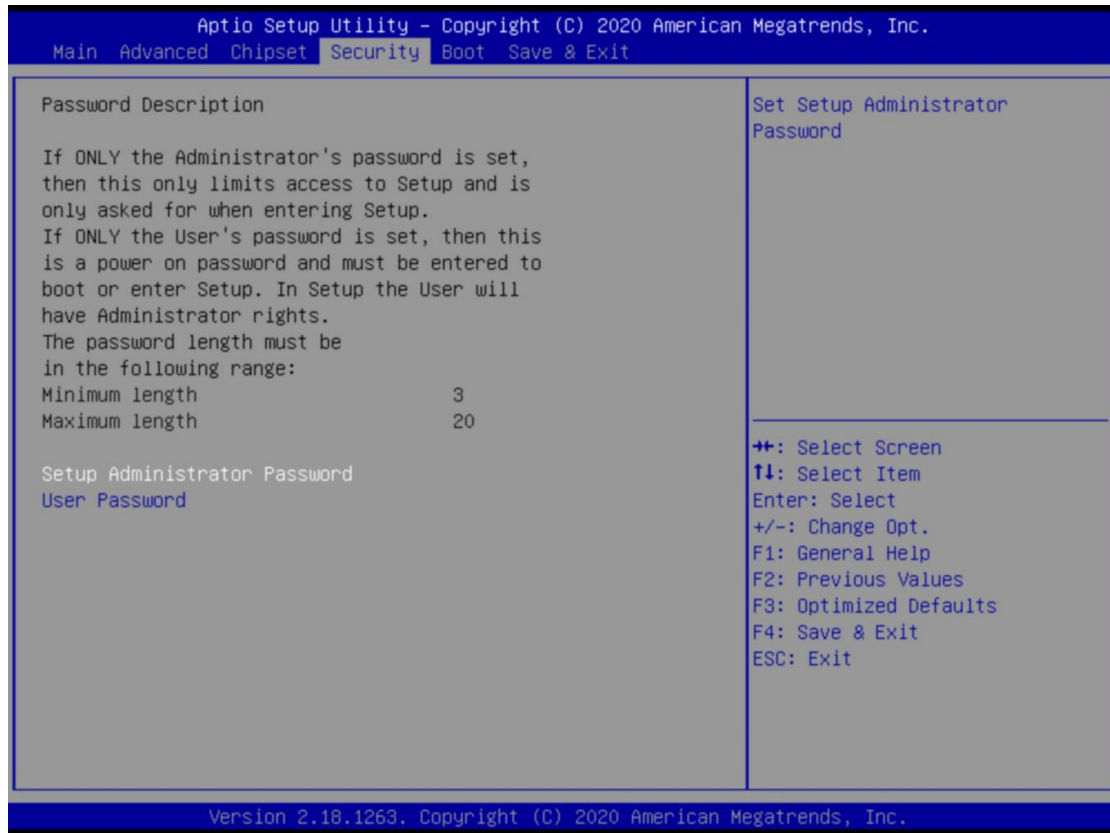 Aptio Setup Utility – Copyright (C) 2020 American Megatrends, Inc.
Main Advanced Chipset Security Boot Save & Exit
Password Description
If ONLY the Administrator's password is set,
then this only limits access to Setup and is
only asked for when entering Setup.
If ONLY the User's password is set, then this
is a power on password and must be entered to
boot or enter Setup. In Setup the User will
have Administrator rights.
The password length must be
in the following range:
Minimum length 3
Maximum length 20
Setup Administrator Password
User Password
Set Setup Administrator
Password
→←: Select Screen
↑↓: Select Item
Enter: Select
+/-: Change Opt.
F1: General Help
F2: Previous Values
F3: Optimized Defaults
F4: Save & Exit
ESC: Exit
Version 2.18.1263. Copyright (C) 2020 American Megatrends, Inc.